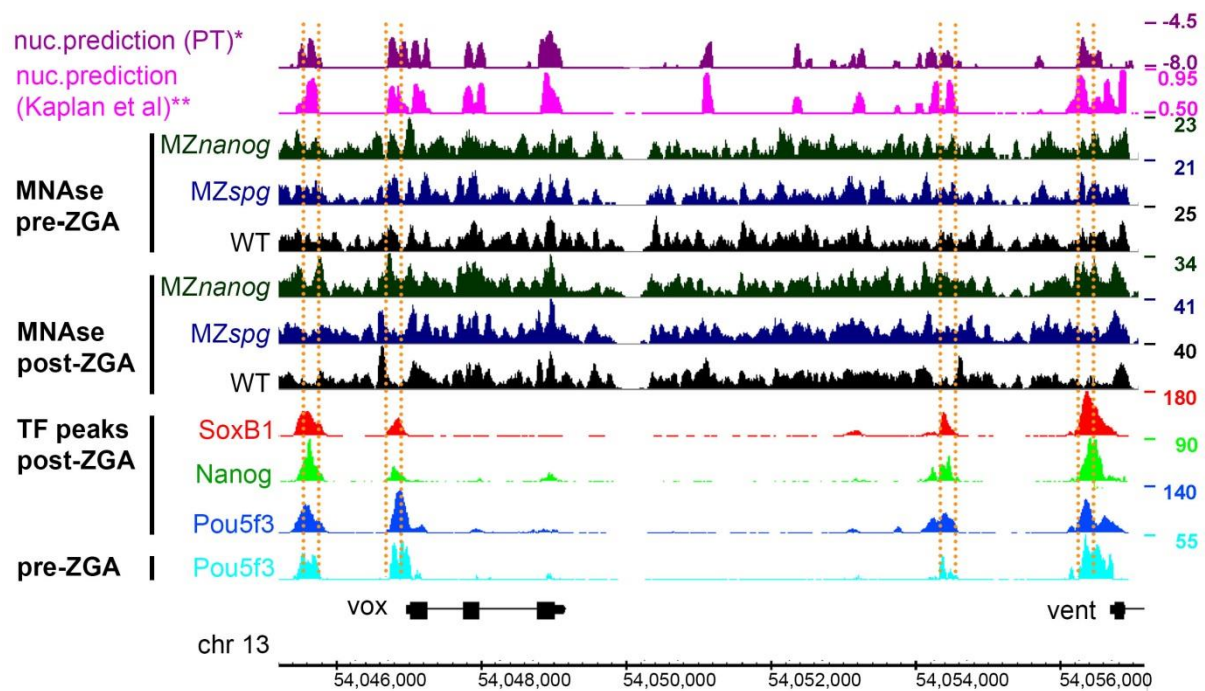 nuc.prediction (PT)*
-4.5
-8.0
nuc.prediction
(Kaplan et al)**
0.95
0.50
MNAse
pre-ZGA
MZnanog
23
MZspg
21
WT
25
MNAse
post-ZGA
MZnanog
34
MZspg
41
WT
40
TF peaks
post-ZGA
SoxB1
180
Nanog
90
Pou5f3
140
pre-ZGA
Pou5f3
55
vox
vent
chr 13
54,046,000 54,048,000 54,050,000 54,052,000 54,054,000 54,056,000